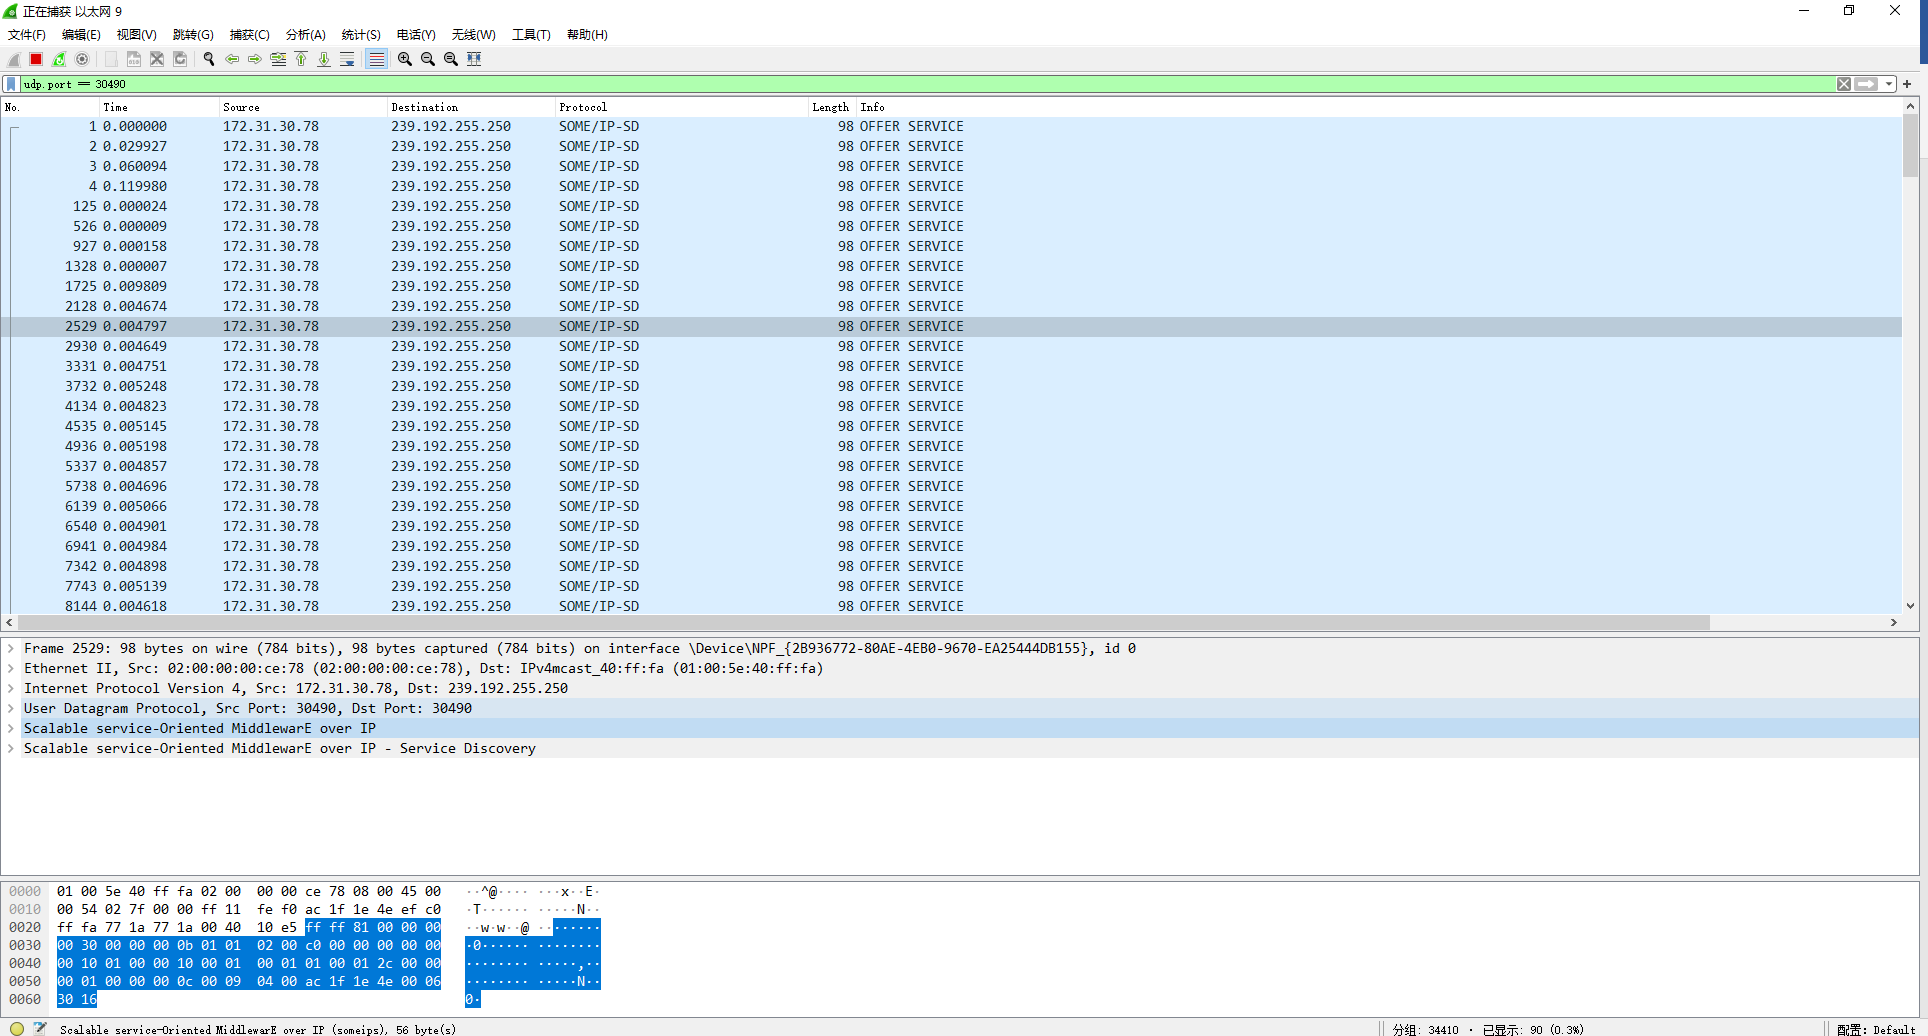 正在捕获 以太网 9
文件(F) 编辑(E) 视图(V) 跳转(G) 捕获(C) 分析(A) 统计(S) 电话(Y) 无线(W) 工具(T) 帮助(H)
udp.port == 30490
No. Time Source Destination Protocol Length Info
1 0.000000 172.31.30.78 239.192.255.250 SOME/IP-SD 98 OFFER SERVICE
2 0.029927 172.31.30.78 239.192.255.250 SOME/IP-SD 98 OFFER SERVICE
3 0.060094 172.31.30.78 239.192.255.250 SOME/IP-SD 98 OFFER SERVICE
4 0.119980 172.31.30.78 239.192.255.250 SOME/IP-SD 98 OFFER SERVICE
125 0.000024 172.31.30.78 239.192.255.250 SOME/IP-SD 98 OFFER SERVICE
526 0.000009 172.31.30.78 239.192.255.250 SOME/IP-SD 98 OFFER SERVICE
927 0.000158 172.31.30.78 239.192.255.250 SOME/IP-SD 98 OFFER SERVICE
1328 0.000007 172.31.30.78 239.192.255.250 SOME/IP-SD 98 OFFER SERVICE
1725 0.009809 172.31.30.78 239.192.255.250 SOME/IP-SD 98 OFFER SERVICE
2128 0.004674 172.31.30.78 239.192.255.250 SOME/IP-SD 98 OFFER SERVICE
2529 0.004797 172.31.30.78 239.192.255.250 SOME/IP-SD 98 OFFER SERVICE
2930 0.004649 172.31.30.78 239.192.255.250 SOME/IP-SD 98 OFFER SERVICE
3331 0.004751 172.31.30.78 239.192.255.250 SOME/IP-SD 98 OFFER SERVICE
3732 0.005248 172.31.30.78 239.192.255.250 SOME/IP-SD 98 OFFER SERVICE
4134 0.004823 172.31.30.78 239.192.255.250 SOME/IP-SD 98 OFFER SERVICE
4535 0.005145 172.31.30.78 239.192.255.250 SOME/IP-SD 98 OFFER SERVICE
4936 0.005198 172.31.30.78 239.192.255.250 SOME/IP-SD 98 OFFER SERVICE
5337 0.004857 172.31.30.78 239.192.255.250 SOME/IP-SD 98 OFFER SERVICE
5738 0.004696 172.31.30.78 239.192.255.250 SOME/IP-SD 98 OFFER SERVICE
6139 0.005066 172.31.30.78 239.192.255.250 SOME/IP-SD 98 OFFER SERVICE
6540 0.004901 172.31.30.78 239.192.255.250 SOME/IP-SD 98 OFFER SERVICE
6941 0.004984 172.31.30.78 239.192.255.250 SOME/IP-SD 98 OFFER SERVICE
7342 0.004898 172.31.30.78 239.192.255.250 SOME/IP-SD 98 OFFER SERVICE
7743 0.005139 172.31.30.78 239.192.255.250 SOME/IP-SD 98 OFFER SERVICE
8144 0.004618 172.31.30.78 239.192.255.250 SOME/IP-SD 98 OFFER SERVICE
Frame 2529: 98 bytes on wire (784 bits), 98 bytes captured (784 bits) on interface \Device\NPF_{2B936772-80AE-4EB0-9670-EA25444DB155}, id 0
Ethernet II, Src: 02:00:00:00:ce:78 (02:00:00:00:ce:78), Dst: IPv4mcast_40:ff:fa (01:00:5e:40:ff:fa)
Internet Protocol Version 4, Src: 172.31.30.78, Dst: 239.192.255.250
User Datagram Protocol, Src Port: 30490, Dst Port: 30490
Scalable service-Oriented MiddlewarE over IP
Scalable service-Oriented MiddlewarE over IP - Service Discovery
0000 01 00 5e 40 ff fa 02 00 00 00 ce 78 08 00 45 00 ··^@···· ···x··E·
0010 00 54 02 7f 00 00 ff 11 fe f0 ac 1f 1e 4e ef c0 ·T······ ·····N··
0020 ff fa 77 1a 77 1a 00 40 10 e5 ff ff 81 00 00 00 ··w·w··@ ········
0030 00 30 00 00 00 0b 01 01 02 00 c0 00 00 00 00 00 ·0······ ········
0040 00 10 01 00 00 10 00 01 00 01 01 00 01 2c 00 00 ········ ·····,··
0050 00 01 00 00 00 0c 00 09 04 00 ac 1f 1e 4e 00 06 ········ ·····N··
0060 30 16 0·
Scalable service-Oriented MiddlewarE over IP (someips), 56 byte(s) 分组: 34410 · 已显示: 90 (0.3%) 配置: Default